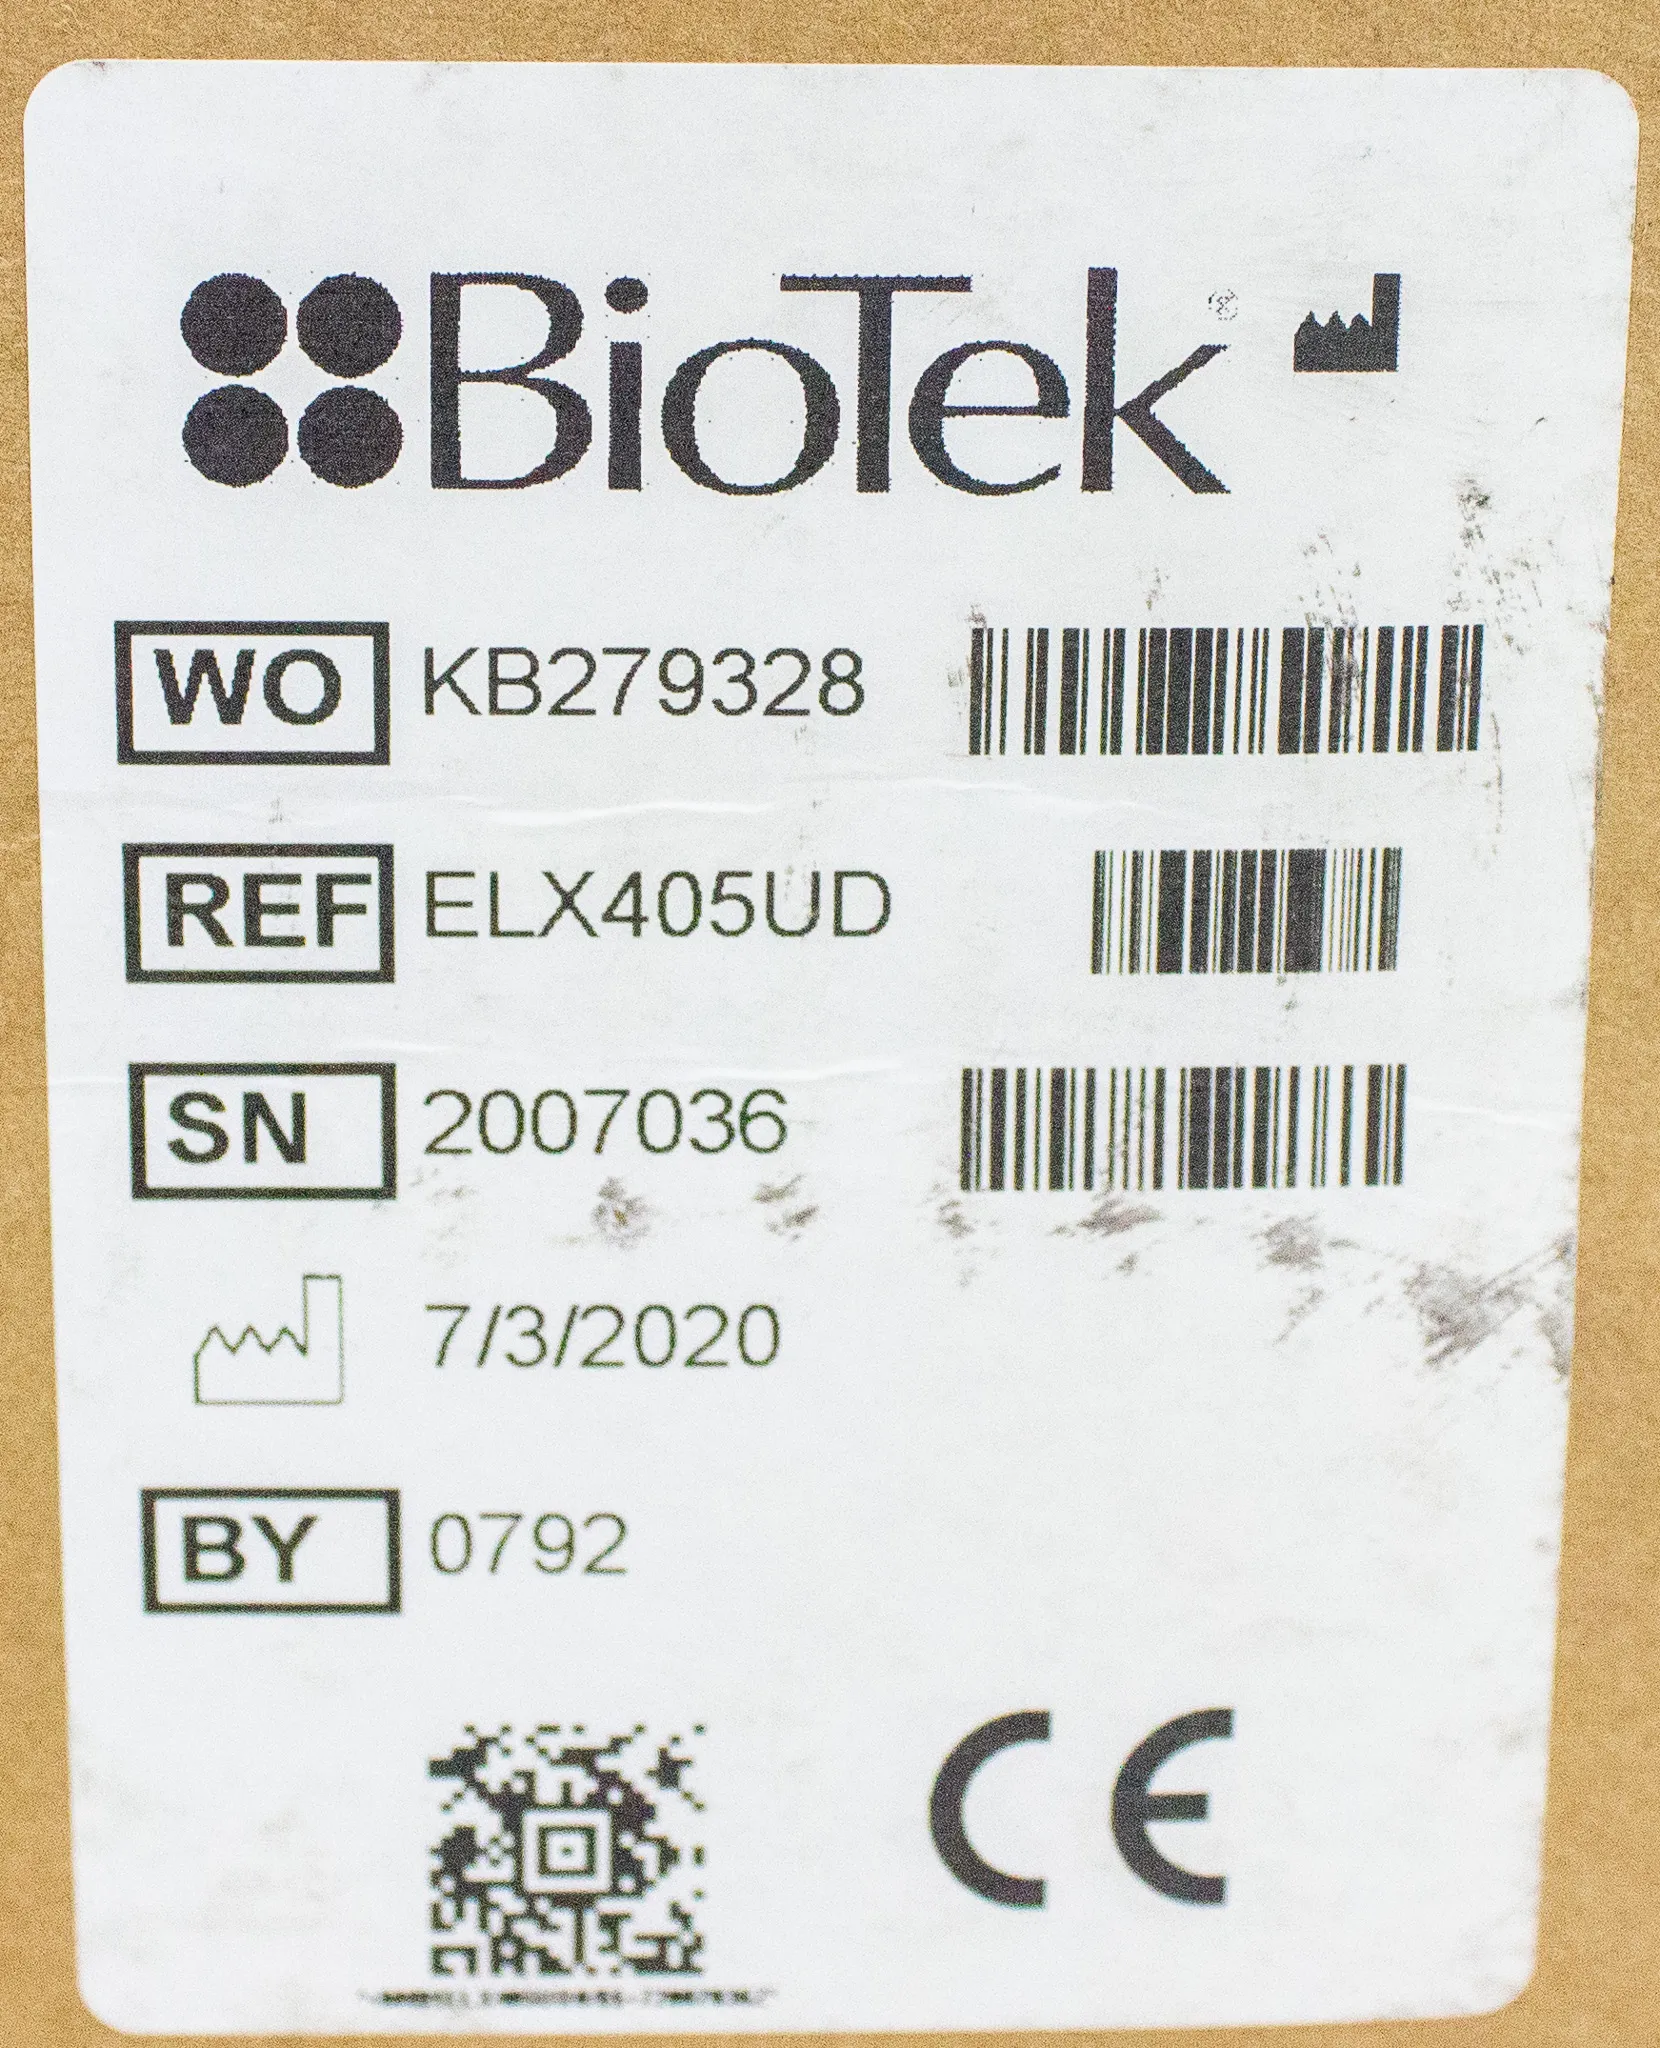 BioTek®
WO KB279328
REF ELX405UD
SN 2007036
7/3/2020
BY 0792
CE